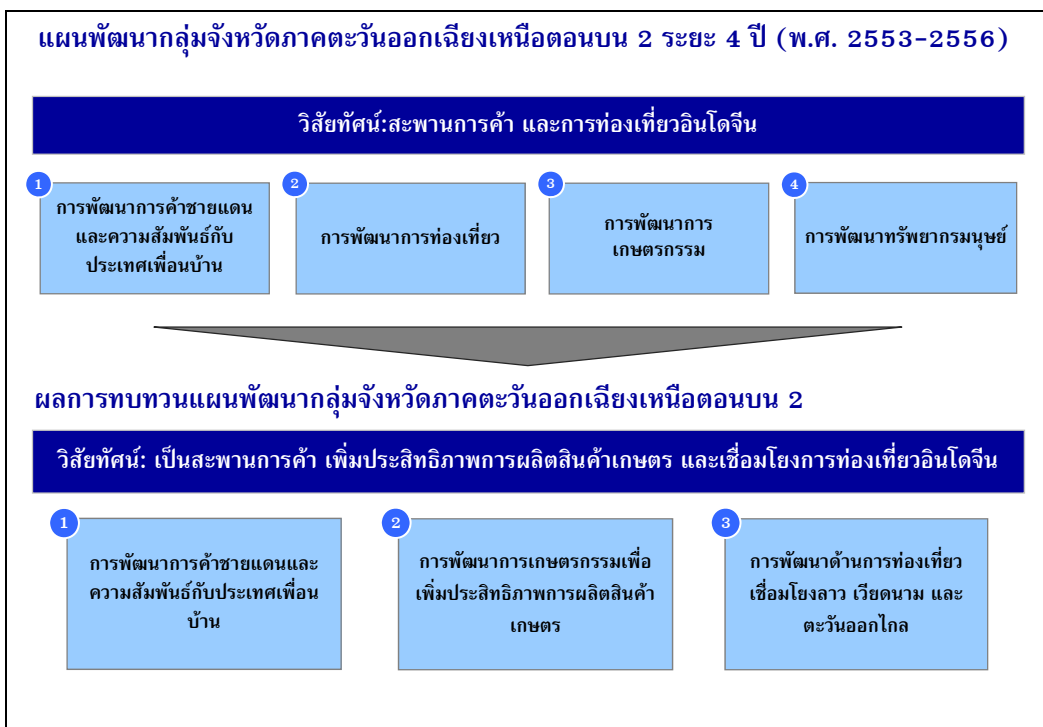 แผนพัฒนากลุ่มจังหวัดภาคตะวันออกเฉียงเหนือตอนบน 2 ระยะ 4 ปี (พ.ศ. 2553-2556)
วิสัยทัศน์:สะพานการค้า และการท่องเที่ยวอินโดจีน
1
การพัฒนาการค้าชายแดน
และความสัมพันธ์กับ
ประเทศเพื่อนบ้าน
2
การพัฒนาการท่องเที่ยว
3
การพัฒนาการ
เกษตรกรรม
4
การพัฒนาทรัพยากรมนุษย์
ผลการทบทวนแผนพัฒนากลุ่มจังหวัดภาคตะวันออกเฉียงเหนือตอนบน 2
วิสัยทัศน์: เป็นสะพานการค้า เพิ่มประสิทธิภาพการผลิตสินค้าเกษตร และเชื่อมโยงการท่องเที่ยวอินโดจีน
1
การพัฒนาการค้าชายแดนและ
ความสัมพันธ์กับประเทศเพื่อน
บ้าน
2
การพัฒนาการเกษตรกรรมเพื่อ
เพิ่มประสิทธิภาพการผลิตสินค้า
เกษตร
3
การพัฒนาด้านการท่องเที่ยว
เชื่อมโยงลาว เวียดนาม และ
ตะวันออกไกล